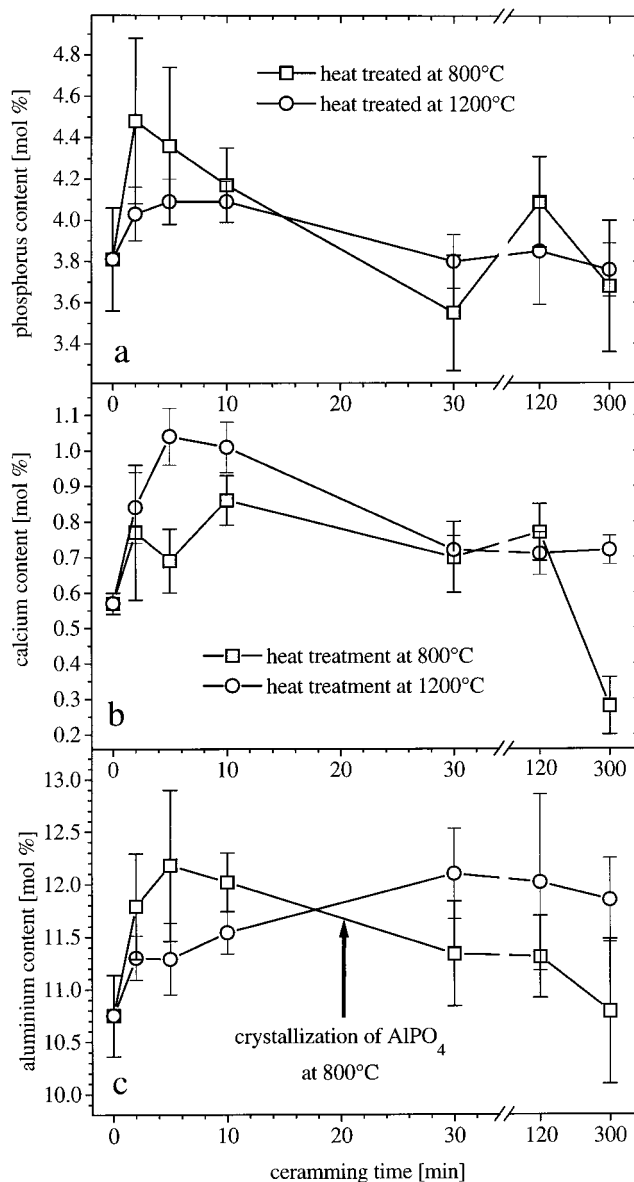 4.8
4.4
4.0
3.6
3.4
3.8
4.2
4.6
phosphorus content [mol %]
heat treated at 800°C
heat treated at 1200°C
a
0 10 30 120 300
1.1
1.0
0.9
0.8
0.7
0.6
0.5
0.4
0.3
0.2
calcium content [mol %]
heat treatment at 800°C
heat treatment at 1200°C
b
0 10 30 120 300
13.0
12.5
12.0
11.5
11.0
10.5
10.0
aluminium content [mol %]
crystallization of AlPO4
at 800°C
c
0 10 30 120 300
ceramming time [min]